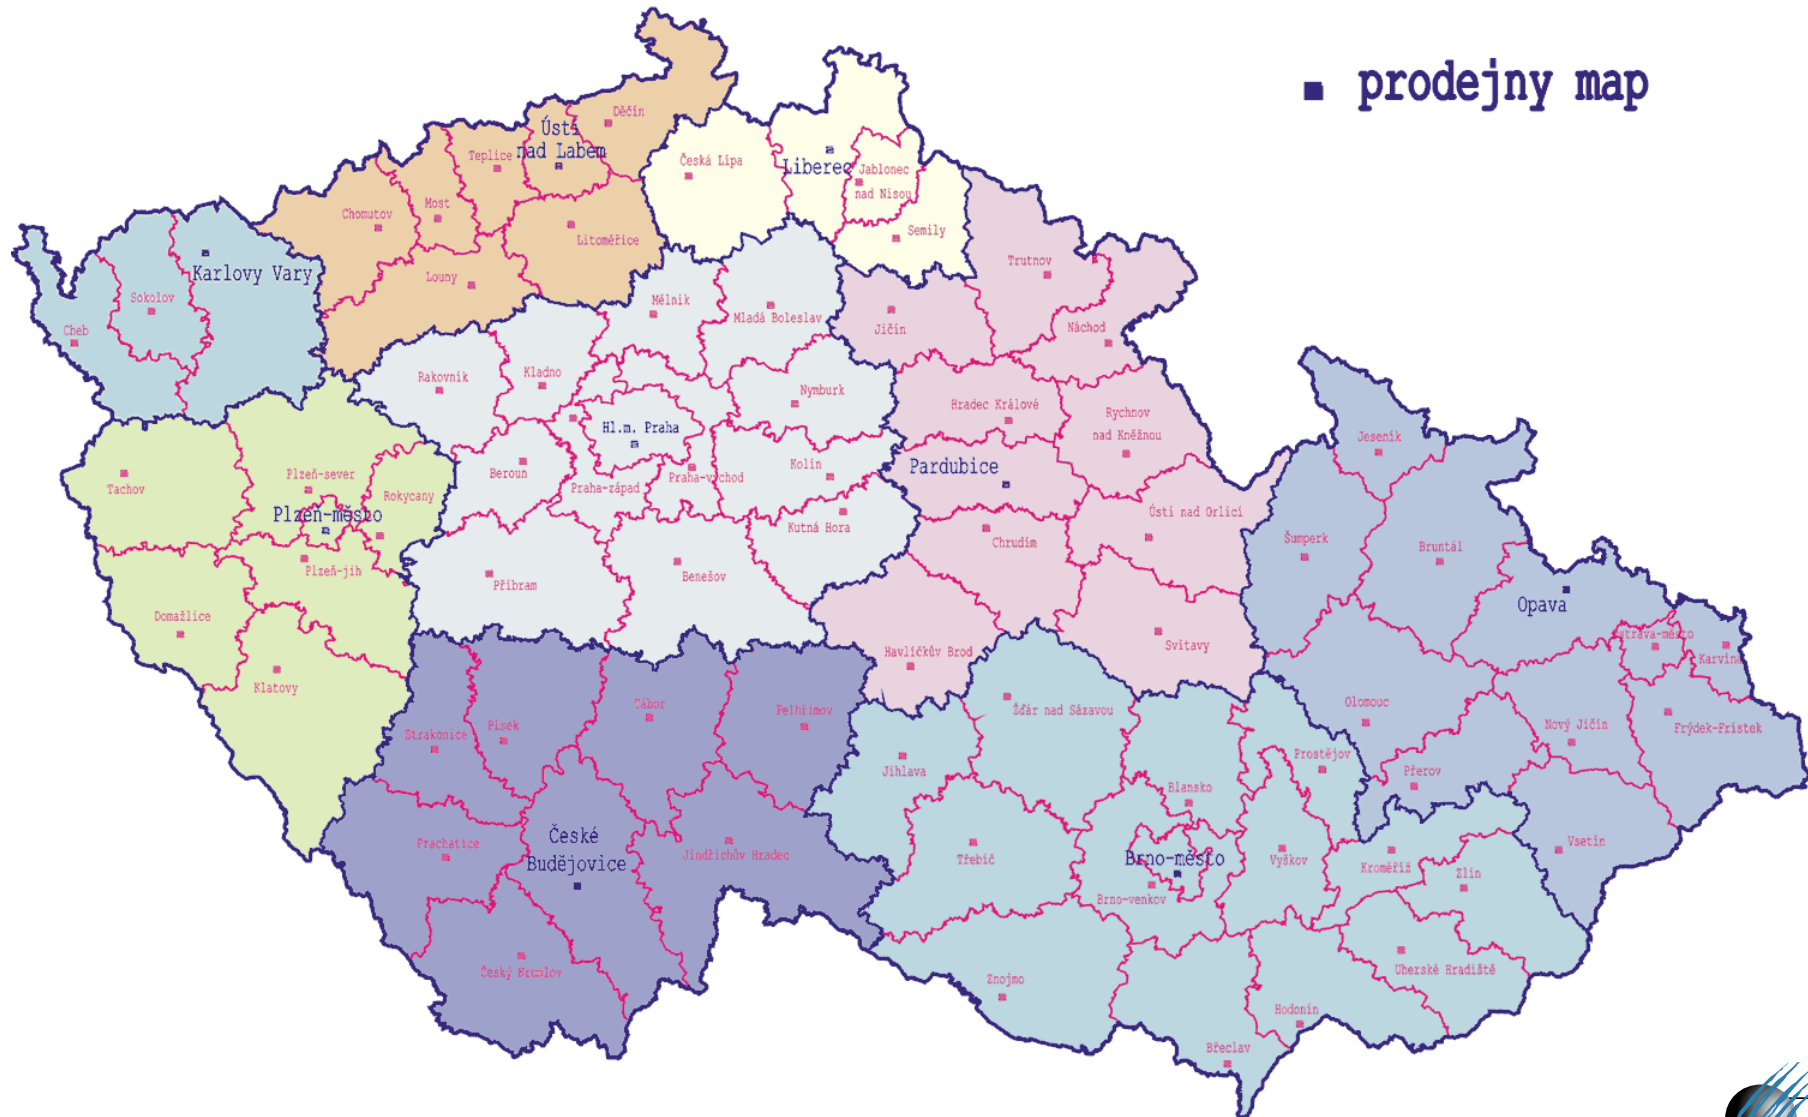 prodejny map
Děčín
Ústí
nad Labem
Teplice
Česká Lípa
Liberec
Jablonec
nad Nisou
Most
Chomutov
Litoměřice
Semily
Karlovy Vary
Louny
Trutnov
Sokolov
Mělník
Mladá Boleslav
Cheb
Jičín
Náchod
Rakovník
Kladno
Nymburk
Hradec Králové
Rychnov
nad Kněžnou
Hl.m. Praha
Jeseník
Plzeň-sever
Beroun
Kolín
Pardubice
Tachov
Praha-západ
Praha-východ
Rokycany
Plzeň-město
Kutná Hora
Ústí nad Orlicí
Chrudim
Šumperk
Bruntál
Plzeň-jih
Příbram
Benešov
Opava
Domažlice
Svitavy
Ostrava-město
Havlíčkův Brod
Karviná
Klatovy
Tábor
Pelhřimov
Žďár nad Sázavou
Olomouc
Strakonice
Písek
Nový Jičín
Frýdek-Frístek
Prostějov
Jihlava
Přerov
Blansko
České
Budějovice
Prachatice
Jindřichův Hradec
Třebíč
Brno-město
Vyškov
Kroměříž
Vsetín
Zlín
Brno-venkov
Český Krumlov
Uherské Hradiště
Znojmo
Hodonín
Břeclav